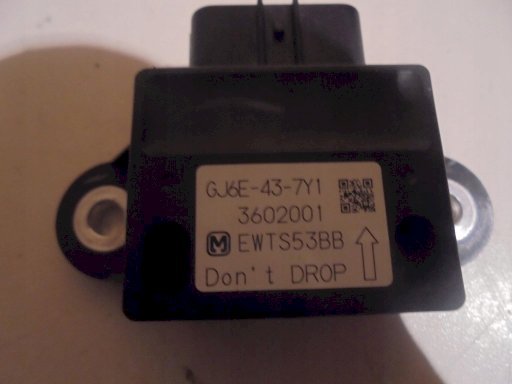 GJ6E-43-7Y1
3602001
M EWTS53BB
Don't DROP